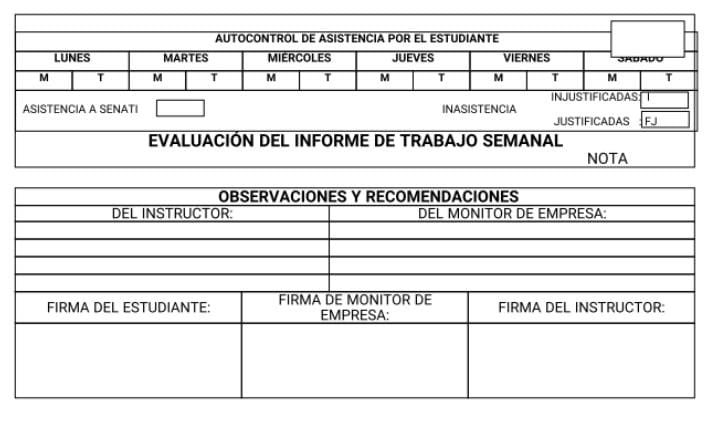 AUTOCONTROL DE ASISTENCIA POR EL ESTUDIANTE
LUNES MARTES MIÉRCOLES JUEVES VIERNES SÁBADO
M T M T M T M T M T M T
INJUSTIFICADAS: I
ASISTENCIA A SENATI INASISTENCIA
JUSTIFICADAS : FJ
EVALUACIÓN DEL INFORME DE TRABAJO SEMANAL
NOTA
OBSERVACIONES Y RECOMENDACIONES
DEL INSTRUCTOR: DEL MONITOR DE EMPRESA:
FIRMA DEL ESTUDIANTE: FIRMA DE MONITOR DE EMPRESA: FIRMA DEL INSTRUCTOR: